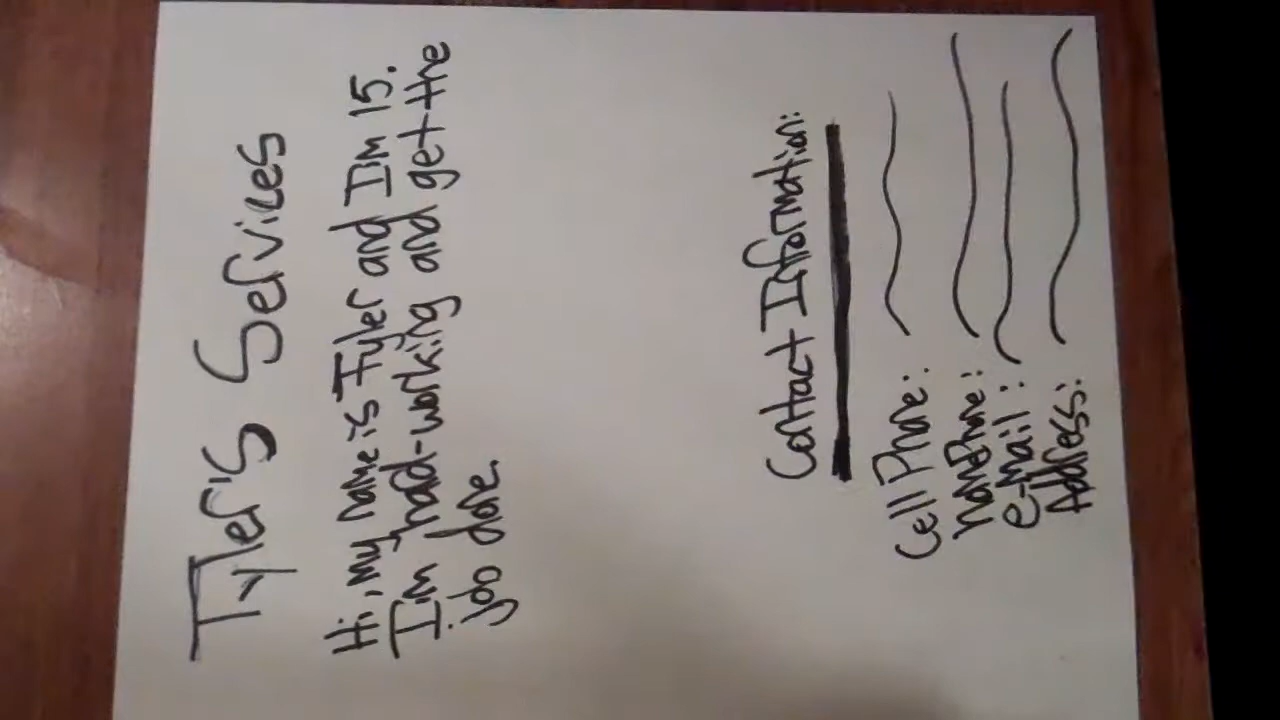 Tyler's Services
Hi, my name is Tyler and I'm 15.
I'm hard-working and get the
job done.
Contact Information:
Cell Phone:
Home Phone:
e-mail:
Address: